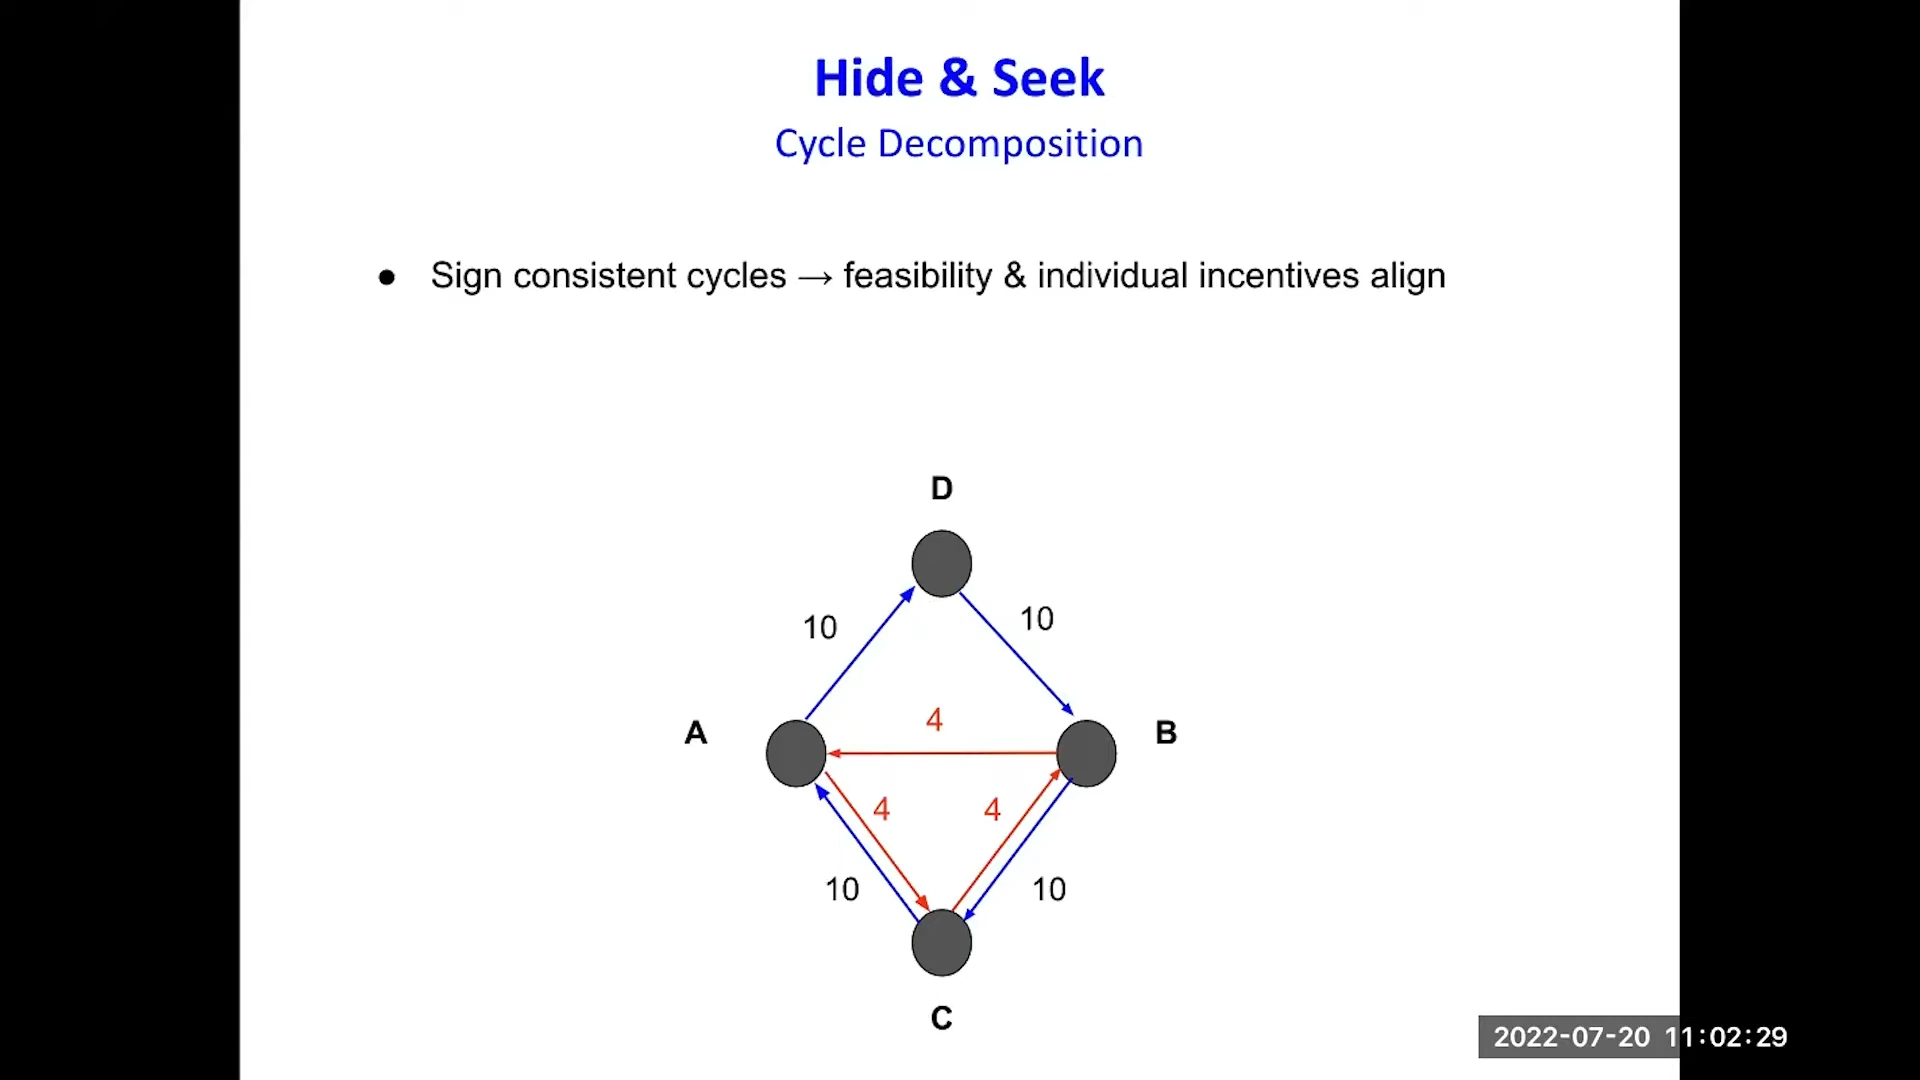 Hide & Seek
Cycle Decomposition
● Sign consistent cycles → feasibility & individual incentives align
D
10
10
4
A
B
4
4
10
10
C
2022-07-20 11:02:29